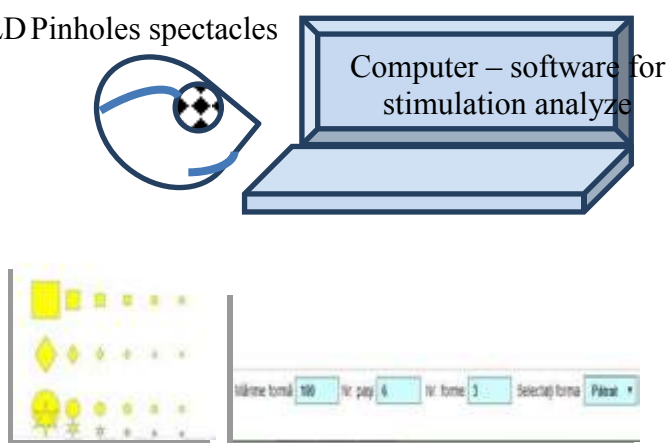 LD Pinholes spectacles
Computer – software for
stimulation analyze
Mărime formă 100 Nr. pași 6 Nr. forme 3 Selectați forma Pătrat